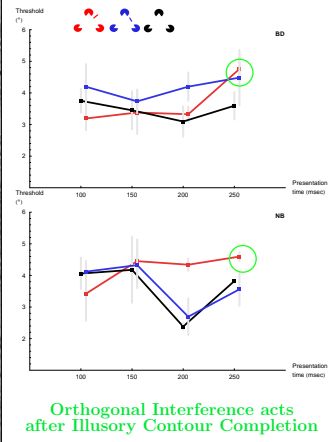 Threshold
(°)
6
BD
5
4
3
2
100 150 200 250
Presentation
time (msec)
Threshold
(°)
6
NB
5
4
3
2
100 150 200 250
Presentation
time (msec)
Orthogonal Interference acts
after Illusory Contour Completion